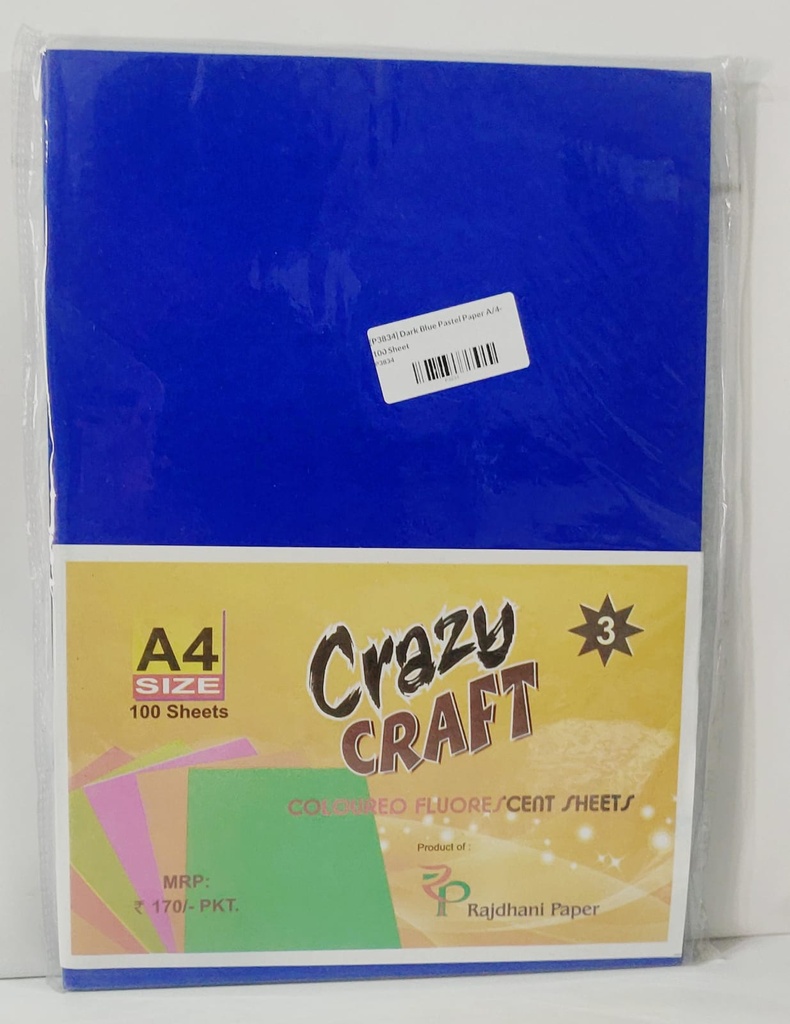 [P3834] Dark Blue Pastel Paper A/4-
100 Sheet
P3834
A4
SIZE
100 Sheets
Crazy
CRAFT
3
COLOURED FLUORESCENT SHEETS
Product of :
RP Rajdhani Paper
MRP:
₹ 170/- PKT.